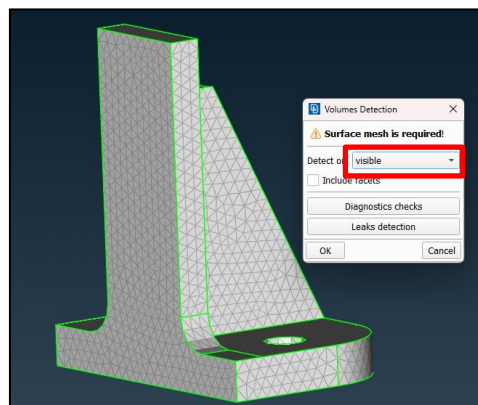 Volumes Detection
Surface mesh is required!
Detect on visible
Include facets
Diagnostics checks
Leaks detection
OK Cancel